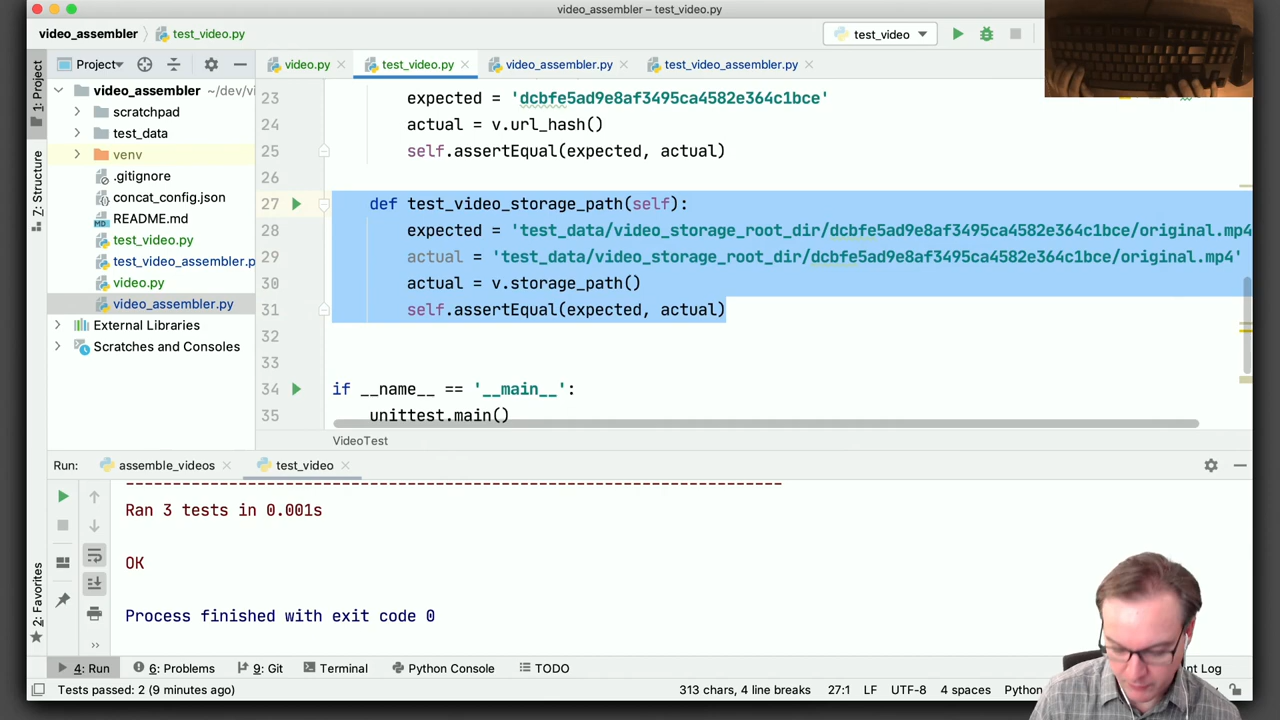 video_assembler – test_video.py
video_assembler
test_video.py
test_video
Project
video.py
test_video.py
video_assembler.py
test_video_assembler.py
1: Project
Z: Structure
2: Favorites
video_assembler ~/dev/vi
scratchpad
test_data
venv
.gitignore
concat_config.json
README.md
test_video.py
test_video_assembler.p
video.py
video_assembler.py
External Libraries
Scratches and Consoles
23 expected = 'dcbfe5ad9e8af3495ca4582e364c1bce'
24 actual = v.url_hash()
25 self.assertEqual(expected, actual)
26
27 def test_video_storage_path(self):
28 expected = 'test_data/video_storage_root_dir/dcbfe5ad9e8af3495ca4582e364c1bce/original.mp4
29 actual = 'test_data/video_storage_root_dir/dcbfe5ad9e8af3495ca4582e364c1bce/original.mp4'
30 actual = v.storage_path()
31 self.assertEqual(expected, actual)
32
33
34 if __name__ == '__main__':
35 unittest.main()
VideoTest
Run: assemble_videos test_video
----------------------------------------------------------------------
Ran 3 tests in 0.001s
OK
Process finished with exit code 0
4: Run
6: Problems
9: Git
Terminal
Python Console
TODO
nt Log
Tests passed: 2 (9 minutes ago)
313 chars, 4 line breaks
27:1
LF
UTF-8
4 spaces
Python